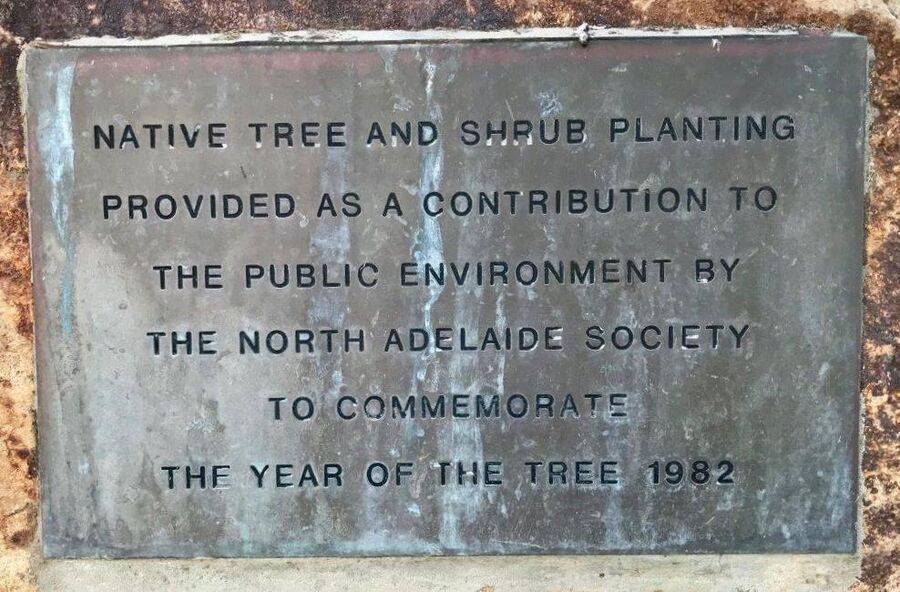 NATIVE TREE AND SHRUB PLANTING
PROVIDED AS A CONTRIBUTION TO
THE PUBLIC ENVIRONMENT BY
THE NORTH ADELAIDE SOCIETY
TO COMMEMORATE
THE YEAR OF THE TREE 1982